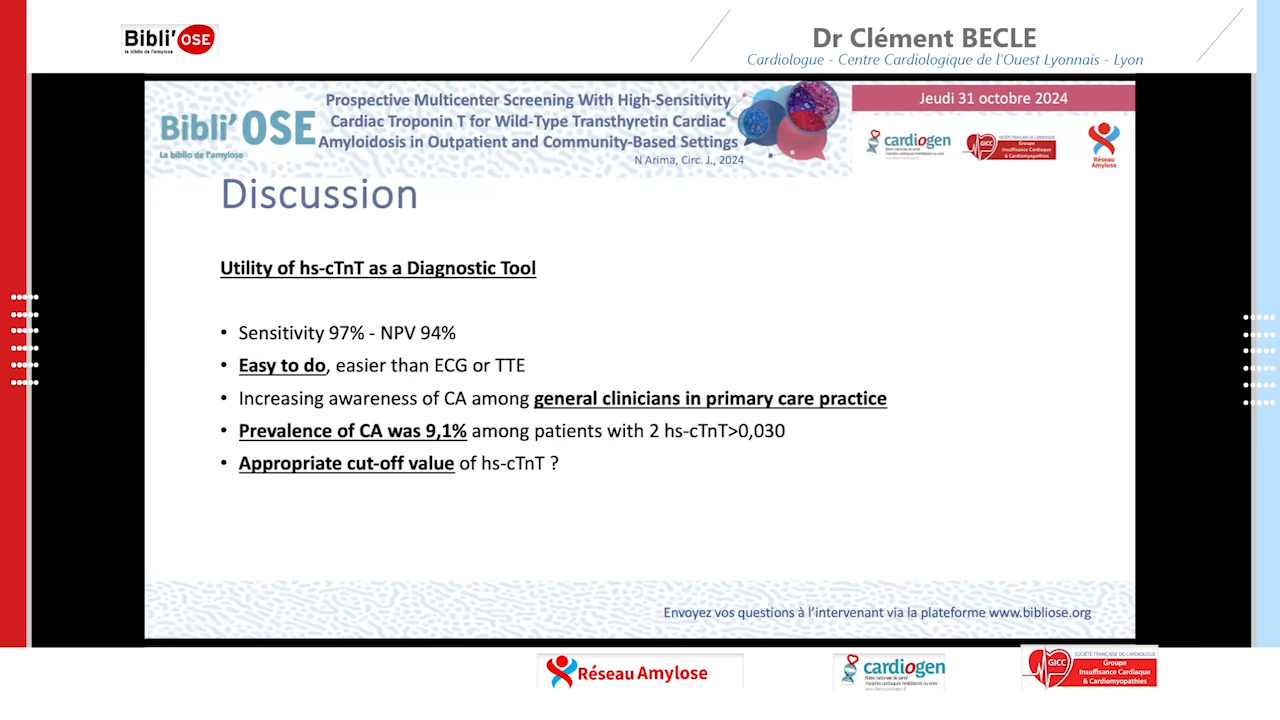 Bibli'OSE
la biblio de l'amylose
Dr Clément BECLE
Cardiologue - Centre Cardiologique de l'Ouest Lyonnais - Lyon
Bibli'OSE
La biblio de l'amylose
Prospective Multicenter Screening With High-Sensitivity
Cardiac Troponin T for Wild-Type Transthyretin Cardiac
Amyloidosis in Outpatient and Community-Based Settings
N Arima, Circ. J., 2024
Jeudi 31 octobre 2024
cardiogen
GICC
Groupe
Insuffisance Cardiaque
& Cardiomyopathies
Réseau
Amylose
Discussion
Utility of hs-cTnT as a Diagnostic Tool
• Sensitivity 97% - NPV 94%
• Easy to do, easier than ECG or TTE
• Increasing awareness of CA among general clinicians in primary care practice
• Prevalence of CA was 9,1% among patients with 2 hs-cTnT>0,030
• Appropriate cut-off value of hs-cTnT ?
Envoyez vos questions à l'intervenant via la plateforme www.bibliose.org
Réseau Amylose
cardiogen
SOCIÉTÉ FRANÇAISE DE CARDIOLOGIE
GICC
Groupe
Insuffisance Cardiaque
& Cardiomyopathies